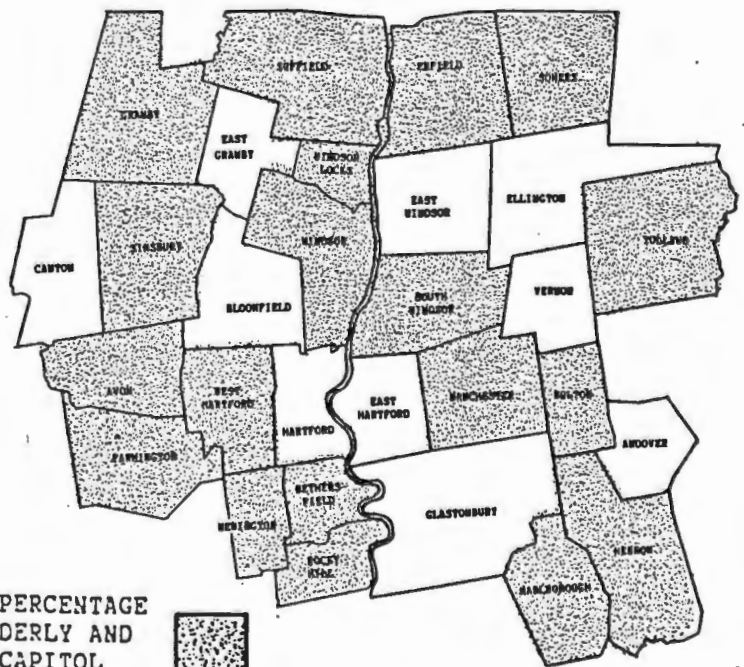 SUFFIELD
ENFIELD
SOMERS
GRANBY
EAST
GRANBY
WINDSOR
LOCKS
EAST
WINDSOR
ELLINGTON
TOLLAND
CANTON
SIMSBURY
WINDSOR
BLOOMFIELD
SOUTH
WINDSOR
VERNON
AVON
WEST
HARTFORD
HARTFORD
EAST
HARTFORD
MANCHESTER
BOLTON
ANDOVER
FARMINGTON
WETHERS-
FIELD
NEWINGTON
GLASTONBURY
HEBRON
ROCKY
HILL
MARLBOROUGH
PERCENTAGE
DERLY AND
CAPITOL